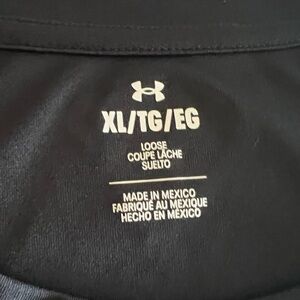 XL/TG/EG
LOOSE
COUPE LÂCHE
SUELTO
MADE IN MEXICO
FABRIQUÉ AU MEXIQUE
HECHO EN MÉXICO